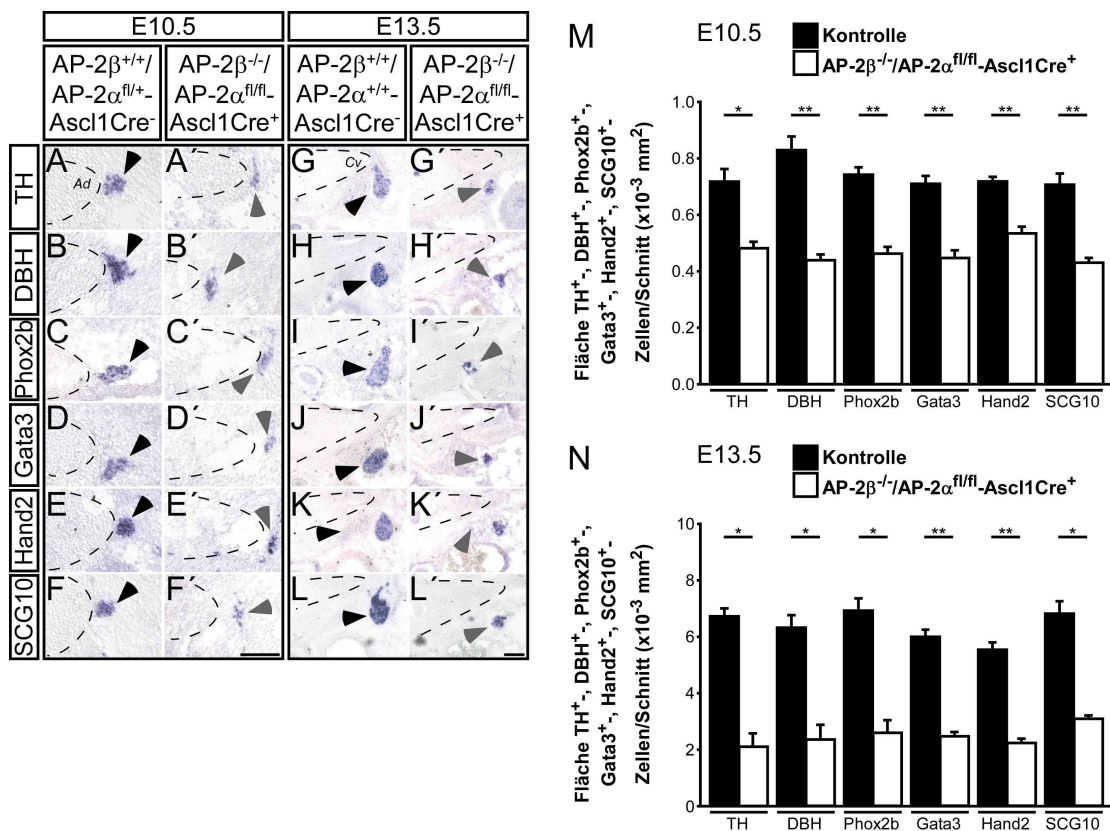 E10.5
E13.5
AP-2β+/+/
AP-2αfl/+-
Ascl1Cre-
AP-2β-/-/
AP-2αfl/fl-
Ascl1Cre+
AP-2β+/+/
AP-2α+/+-
Ascl1Cre-
AP-2β-/-/
AP-2αfl/fl-
Ascl1Cre+
TH
A
Ad
A´
G
Cv
G´
DBH
B
B´
H
H´
Phox2b
C
C´
I
I´
Gata3
D
D´
J
J´
Hand2
E
E´
K
K´
SCG10
F
F´
L
L´
M
E10.5
Kontrolle
AP-2β-/-/AP-2αfl/fl-Ascl1Cre+
Fläche TH+-, DBH+-, Phox2b+-,
Gata3+-, Hand2+-, SCG10+-
Zellen/Schnitt (x10-3 mm2)
1.0
0.8
0.6
0.4
0.2
0.0
* ** ** ** ** **
TH DBH Phox2b Gata3 Hand2 SCG10
N
E13.5
Kontrolle
AP-2β-/-/AP-2αfl/fl-Ascl1Cre+
Fläche TH+-, DBH+-, Phox2b+-,
Gata3+-, Hand2+-, SCG10+-
Zellen/Schnitt (x10-3 mm2)
10
8
6
4
2
0
* * * ** ** *
TH DBH Phox2b Gata3 Hand2 SCG10